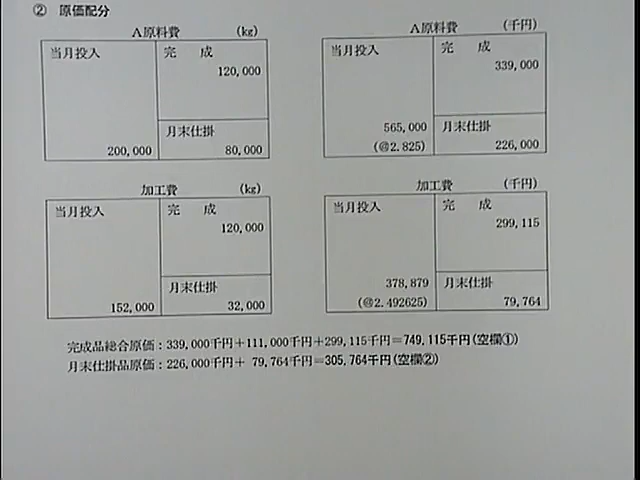 ② 原価配分
A原料費 (kg)
当月投入 完 成
120,000
月末仕掛
200,000 80,000
A原料費 (千円)
当月投入 完 成
339,000
565,000 月末仕掛
(@2.825) 226,000
加工費 (kg)
当月投入 完 成
120,000
月末仕掛
152,000 32,000
加工費 (千円)
当月投入 完 成
299,115
378,879 月末仕掛
(@2.492625) 79,764
完成品総合原価：339,000千円＋111,000千円＋299,115千円＝749,115千円(空欄①)
月末仕掛品原価：226,000千円＋ 79,764千円＝305,764千円(空欄②)